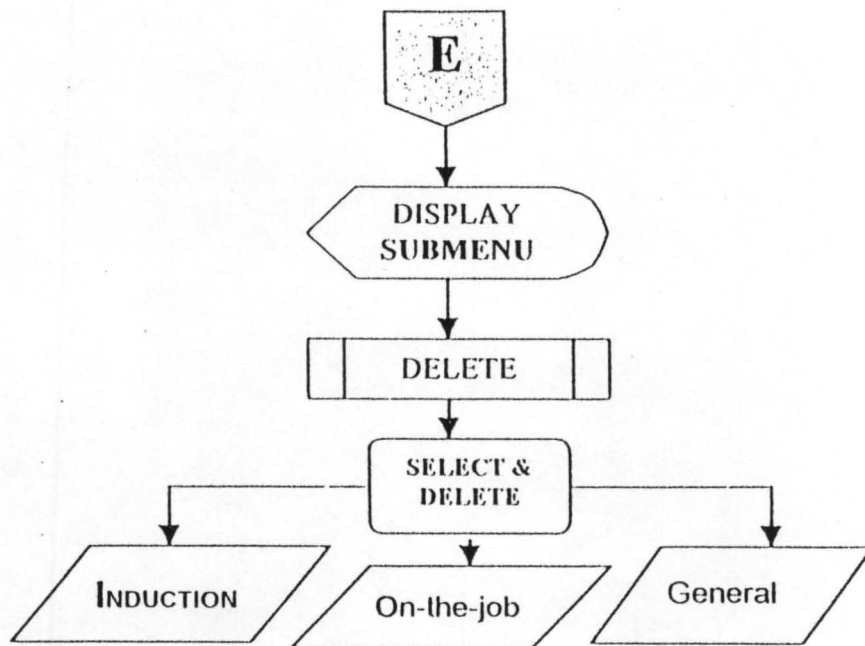 E
DISPLAY
SUBMENU
DELETE
SELECT &
DELETE
INDUCTION
On-the-job
General